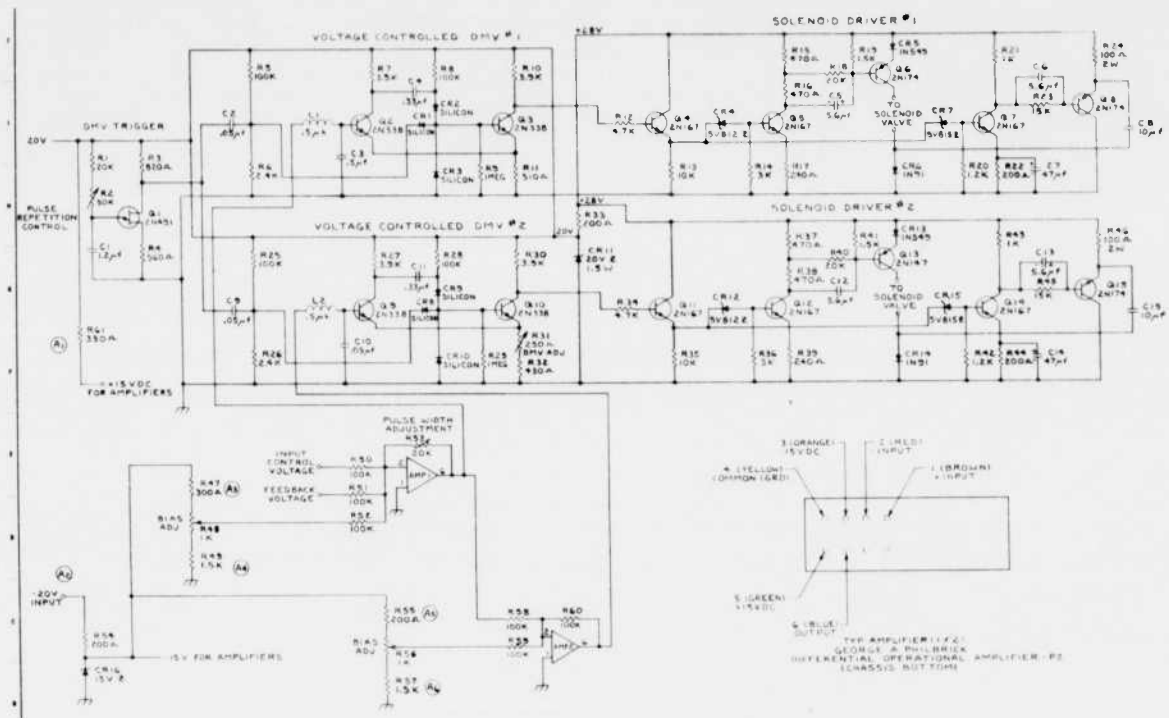 SOLENOID DRIVER #1
VOLTAGE CONTROLLED DMV #1
+28V
DMV TRIGGER
20V
R1
20K
R2
50K
PULSE
REPETITION
CONTROL
R3
820Ω
Q1
2N491
C1
1.2µf
R4
560Ω
R61
330Ω
A1
+15VDC
FOR AMPLIFIERS
C2
.05µf
R5
100K
R6
2.4K
L1
.5µh
C3
R7
3.9K
C4
.33µf
Q2
2N338
R8
100K
CR2
SILICON
CR1
SILICON
CR3
SILICON
R9
1MEG
R10
3.9K
Q3
2N338
R11
510Ω
R12
4.7K
Q4
2N167
R13
10K
CR4
SV812Z
R14
3K
R15
470Ω
R16
470Ω
Q5
2N167
R17
240Ω
R18
20K
C5
5.6µf
R19
1.5K
CR5
1N549
Q6
2N174
TO
SOLENOID
VALVE
CR6
1N91
CR7
R20
1.2K
R21
1K
Q7
2N167
R22
200Ω
C7
47µf
C6
5.6µf
R23
15K
Q8
2N174
R24
100Ω
2W
C8
10µf
VOLTAGE CONTROLLED DMV #2
SOLENOID DRIVER #2
+28V
R33
200Ω
20V
CR11
20V Z
1.5W
C9
.05µf
R25
100K
R26
2.4K
L2
.5µh
C10
.05µf
R27
3.9K
C11
.33µf
Q9
2N338
R28
100K
CR9
SILICON
CR8
SILICON
CR10
SILICON
R29
1MEG
R30
3.9K
Q10
2N338
R31
250Ω
DMV ADJ
R32
430Ω
R34
4.7K
Q11
2N167
R35
10K
CR12
SV812Z
R36
3K
R37
470Ω
R38
470Ω
Q12
2N167
R39
240Ω
R40
20K
C12
5.6µf
R41
1.5K
CR13
1N549
Q13
TO
SOLENOID
VALVE
CR14
1N91
CR15
R42
1.2K
R43
1K
Q14
2N167
R44
200Ω
C14
47µf
C13
5.6µf
R45
15K
Q15
2N174
R46
100Ω
2W
C15
10µf
PULSE WIDTH
ADJUSTMENT
R53
20K
INPUT
CONTROL
VOLTAGE
R50
100K
AMP1
FEEDBACK
VOLTAGE
R51
100K
R52
100K
R47
300Ω
A3
BIAS
ADJ
R48
1K
R49
1.5K
A4
A2
-20V
INPUT
R54
200Ω
-15V FOR AMPLIFIERS
CR16
15V Z
R55
200Ω
A5
BIAS
ADJ
R56
1K
R57
1.5K
A6
R58
100K
R59
100K
R60
100K
AMP2
3 (ORANGE)
15VDC
2 (RED)
INPUT
4 (YELLOW)
COMMON (GRD)
1 (BROWN)
+INPUT
5 (GREEN)
+15VDC
6 (BLUE)
OUTPUT
TYP AMPLIFIER (1 & 2)
GEORGE A PHILBRICK
DIFFERENTIAL OPERATIONAL AMPLIFIER-P2
(CHASSIS BOTTOM)